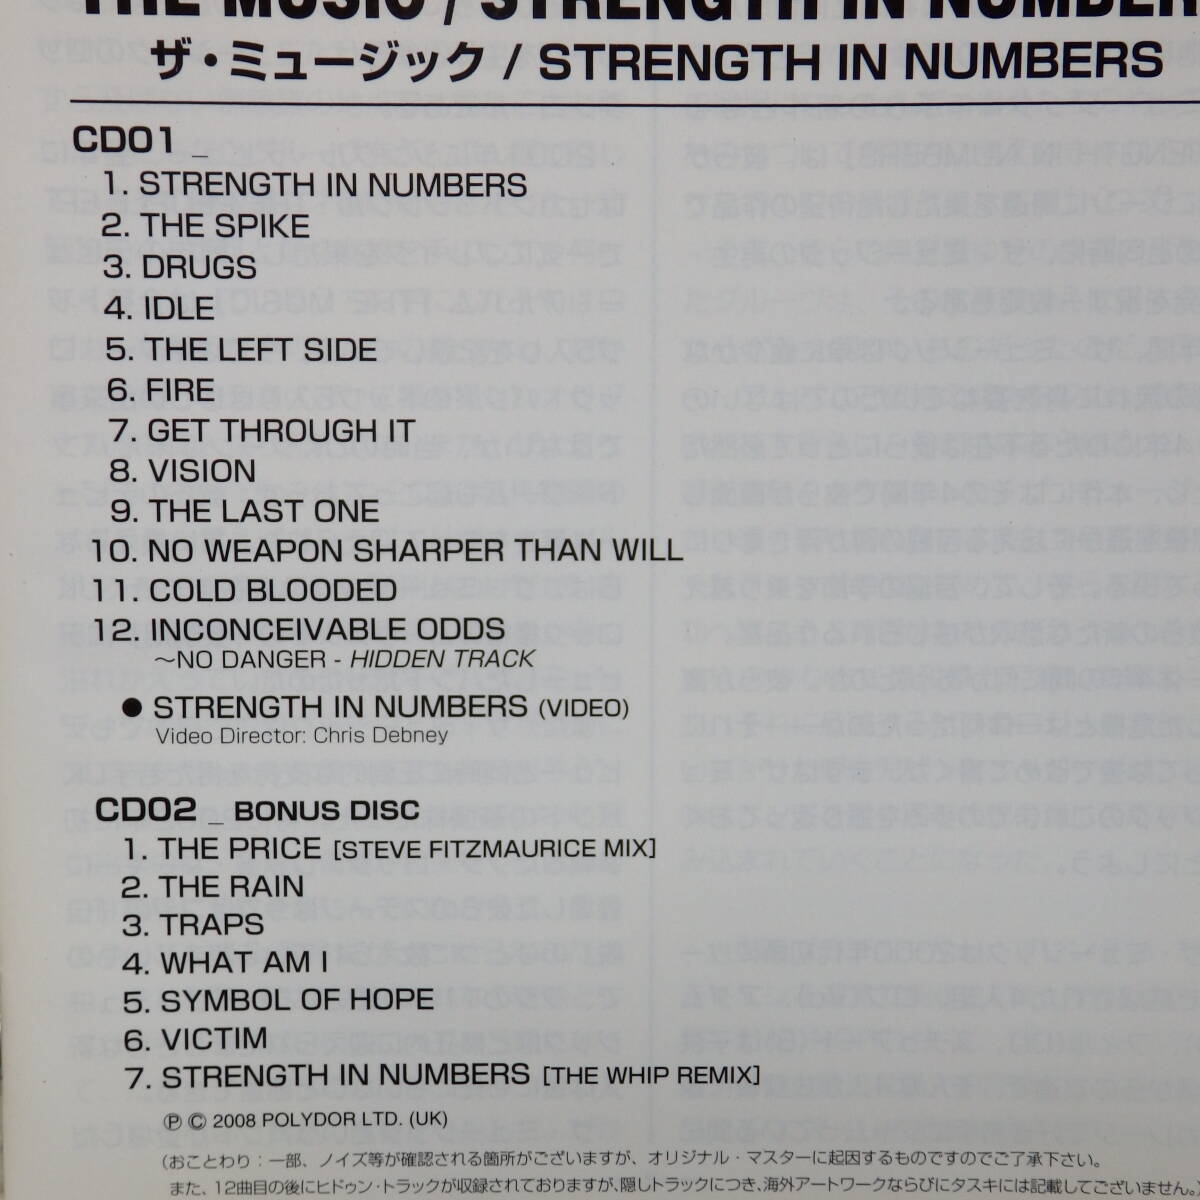 THE MUSIC / STRENGTH IN NUMBER
ザ・ミュージック / STRENGTH IN NUMBERS
CD01 _
1. STRENGTH IN NUMBERS
2. THE SPIKE
3. DRUGS
4. IDLE
5. THE LEFT SIDE
6. FIRE
7. GET THROUGH IT
8. VISION
9. THE LAST ONE
10. NO WEAPON SHARPER THAN WILL
11. COLD BLOODED
12. INCONCEIVABLE ODDS
～NO DANGER - HIDDEN TRACK
● STRENGTH IN NUMBERS (VIDEO)
Video Director: Chris Debney
CD02 _ BONUS DISC
1. THE PRICE [STEVE FITZMAURICE MIX]
2. THE RAIN
3. TRAPS
4. WHAT AM I
5. SYMBOL OF HOPE
6. VICTIM
7. STRENGTH IN NUMBERS [THE WHIP REMIX]
℗ © 2008 POLYDOR LTD. (UK)
(おことわり：一部、ノイズ等が確認される箇所がございますが、オリジナル・マスターに起因するものですのでご了承下さい。
また、12曲目の後にヒドゥン・トラックが収録されておりますが、隠しトラックにつき、海外アートワークならびにタスキには記載してございません。